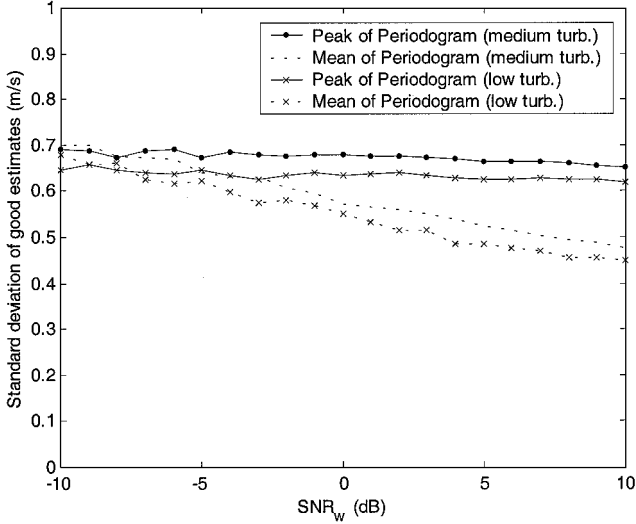 Peak of Periodogram (medium turb.)
Mean of Periodogram (medium turb.)
Peak of Periodogram (low turb.)
Mean of Periodogram (low turb.)
Standard deviation of good estimates (m/s)
1
0.9
0.8
0.7
0.6
0.5
0.4
0.3
0.2
0.1
0
-10
-5
0
5
10
SNRw (dB)